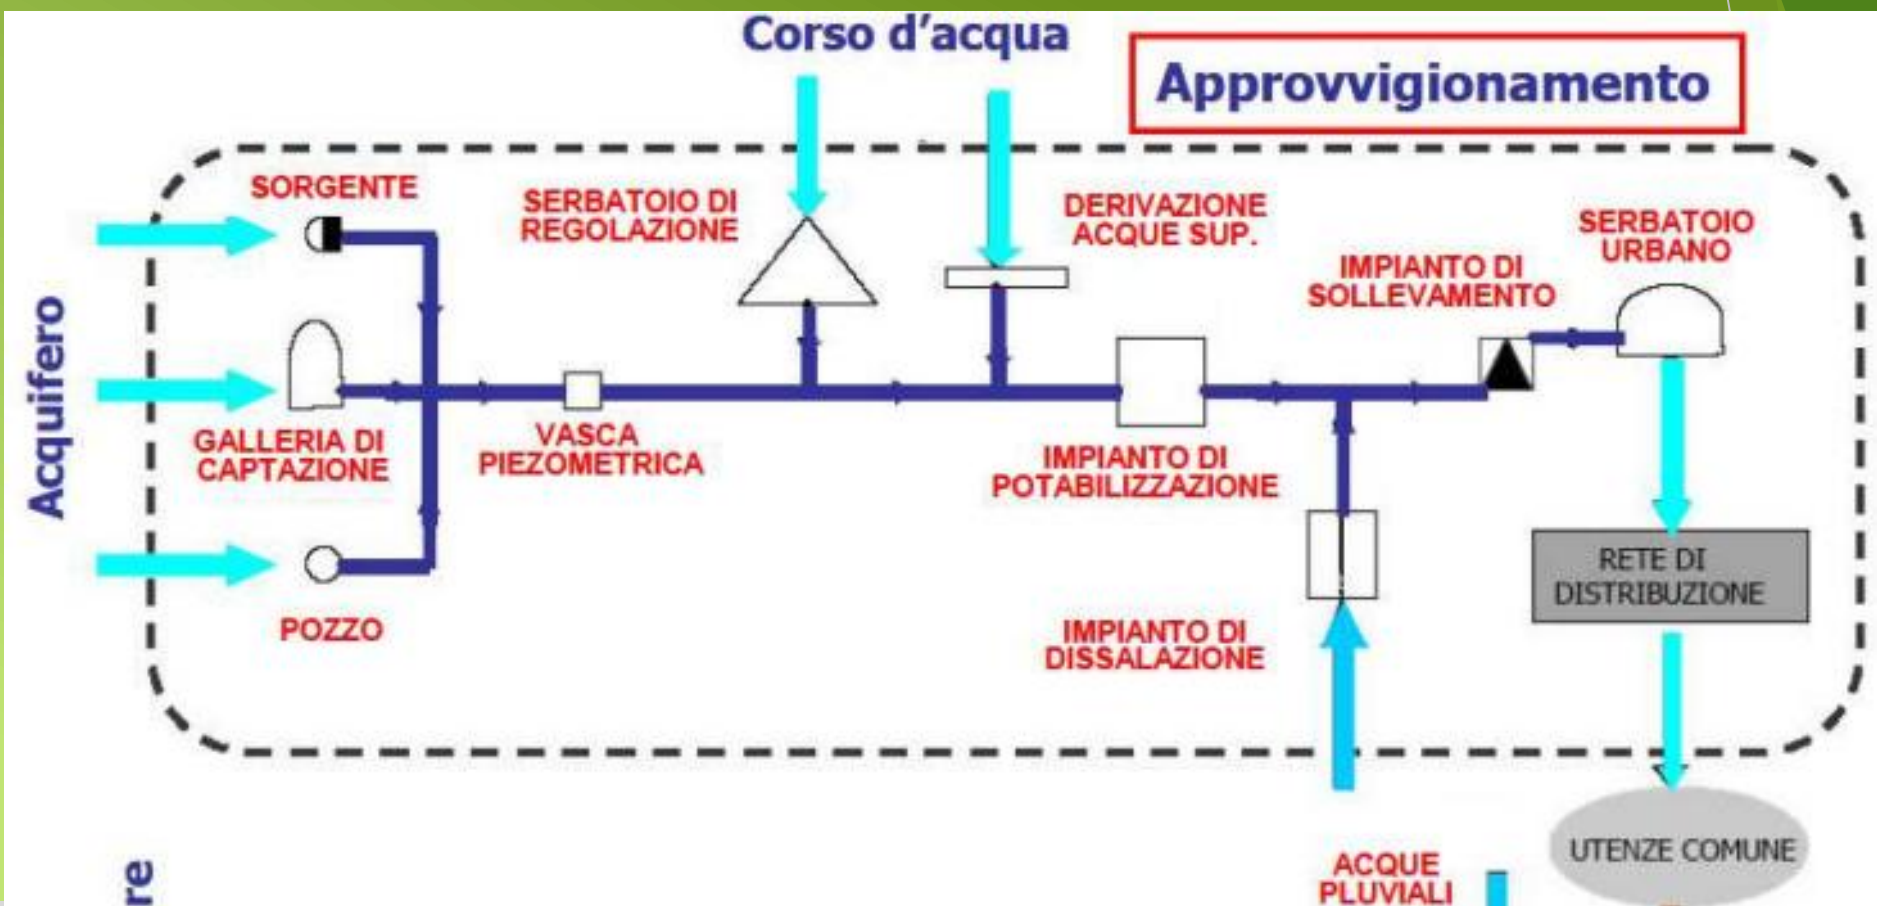 Corso d'acqua
Approvvigionamento
SORGENTE
SERBATOIO DI
REGOLAZIONE
DERIVAZIONE
ACQUE SUP.
SERBATOIO
URBANO
IMPIANTO DI
SOLLEVAMENTO
Acquifero
GALLERIA DI
CAPTAZIONE
VASCA
PIEZOMETRICA
IMPIANTO DI
POTABILIZZAZIONE
RETE DI
DISTRIBUZIONE
POZZO
IMPIANTO DI
DISSALAZIONE
UTENZE COMUNE
ACQUE
PLUVIALI
re